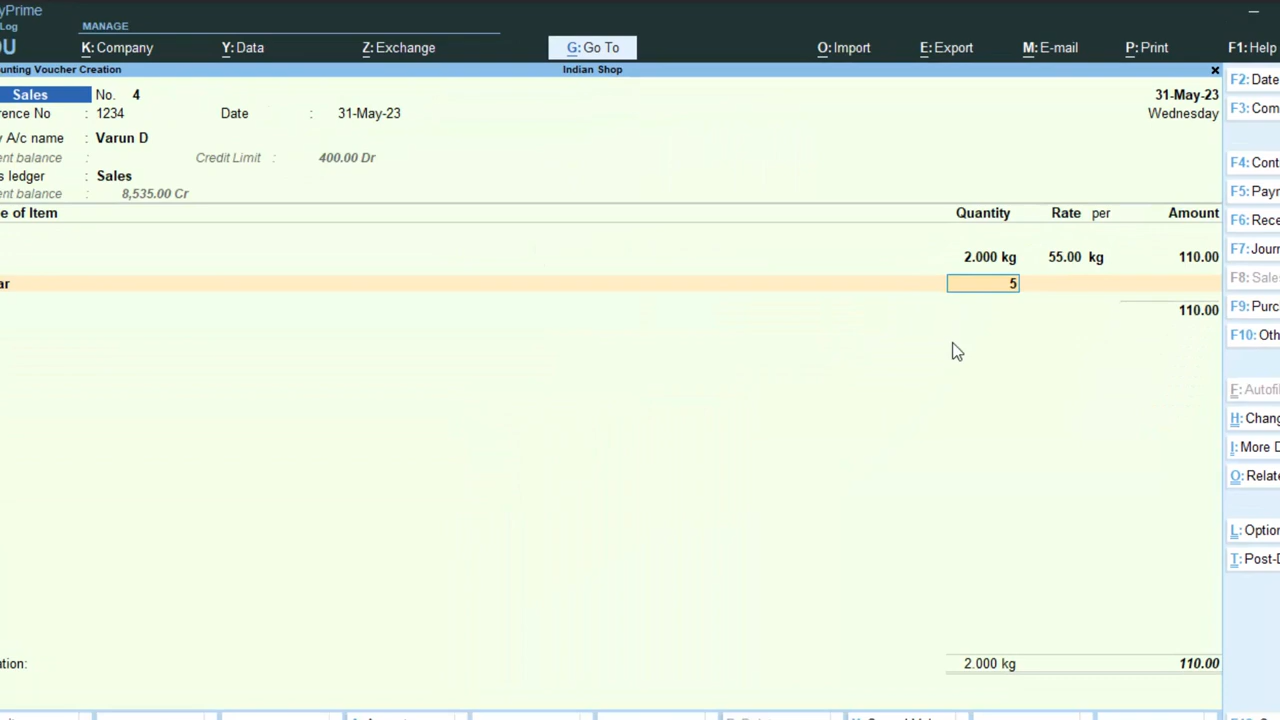 yPrime
Log MANAGE
U K: Company Y: Data Z: Exchange G: Go To O: Import E: Export M: E-mail P: Print F1: Help
unting Voucher Creation Indian Shop x
Sales No. 4 31-May-23
rence No : 1234 Date : 31-May-23 Wednesday
y A/c name : Varun D
ent balance : Credit Limit : 400.00 Dr
s ledger : Sales
ent balance : 8,535.00 Cr
e of Item Quantity Rate per Amount
2.000 kg 55.00 kg 110.00
ar 5
110.00
ation: 2.000 kg 110.00
F2: Date
F3: Com
F4: Cont
F5: Payr
F6: Rece
F7: Journ
F8: Sale
F9: Purc
F10: Oth
F: Autofil
H: Chang
I: More D
O: Relate
L: Option
T: Post-D